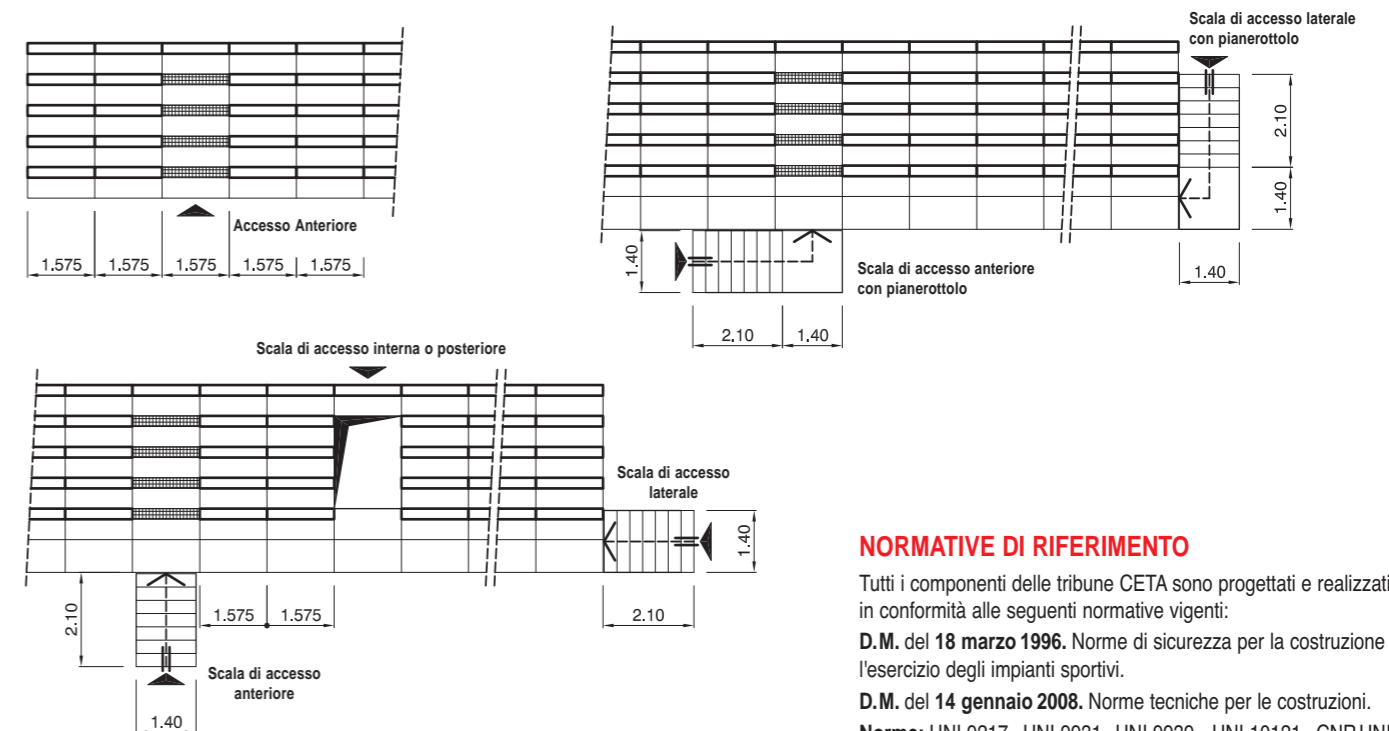 Accesso Anteriore
1.575 1.575 1.575 1.575 1.575
Scala di accesso laterale
con pianerottolo
2.10
1.40
1.40
1.40
Scala di accesso anteriore
con pianerottolo
2.10 1.40
Scala di accesso interna o posteriore
Scala di accesso
laterale
1.40
2.10
1.575 1.575
2.10
Scala di accesso
anteriore
1.40
NORMATIVE DI RIFERIMENTO
Tutti i componenti delle tribune CETA sono progettati e realizzati
in conformità alle seguenti normative vigenti:
D.M. del 18 marzo 1996. Norme di sicurezza per la costruzione
l'esercizio degli impianti sportivi.
D.M. del 14 gennaio 2008. Norme tecniche per le costruzioni.